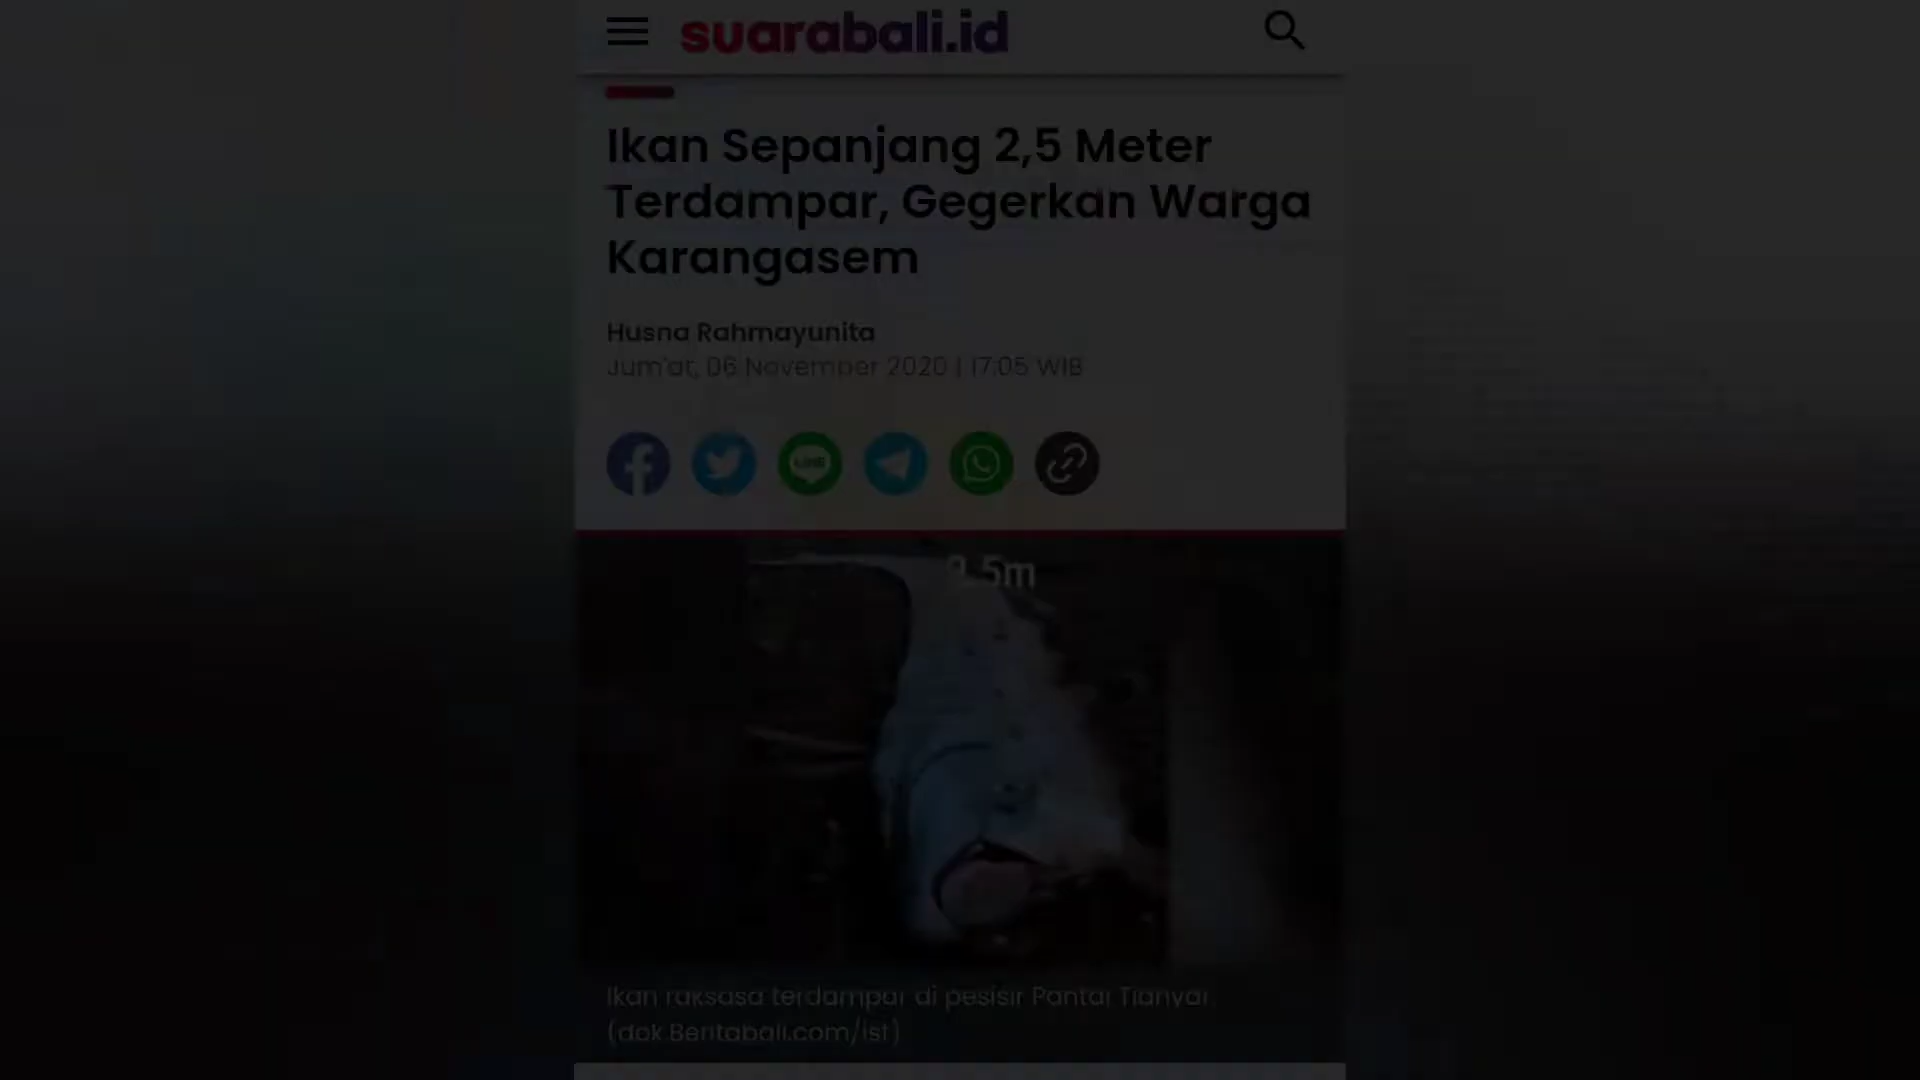 suarabali.id
Ikan Sepanjang 2,5 Meter
Terdampar, Gegerkan Warga
Karangasem
Husna Rahmayunita
Jum'at, 06 November 2020 | 17:05 WIB
LINE
2.5m
Ikan raksasa terdampar di pesisir Pantai Tianyar.
(dok.Beritabali.com/ist)